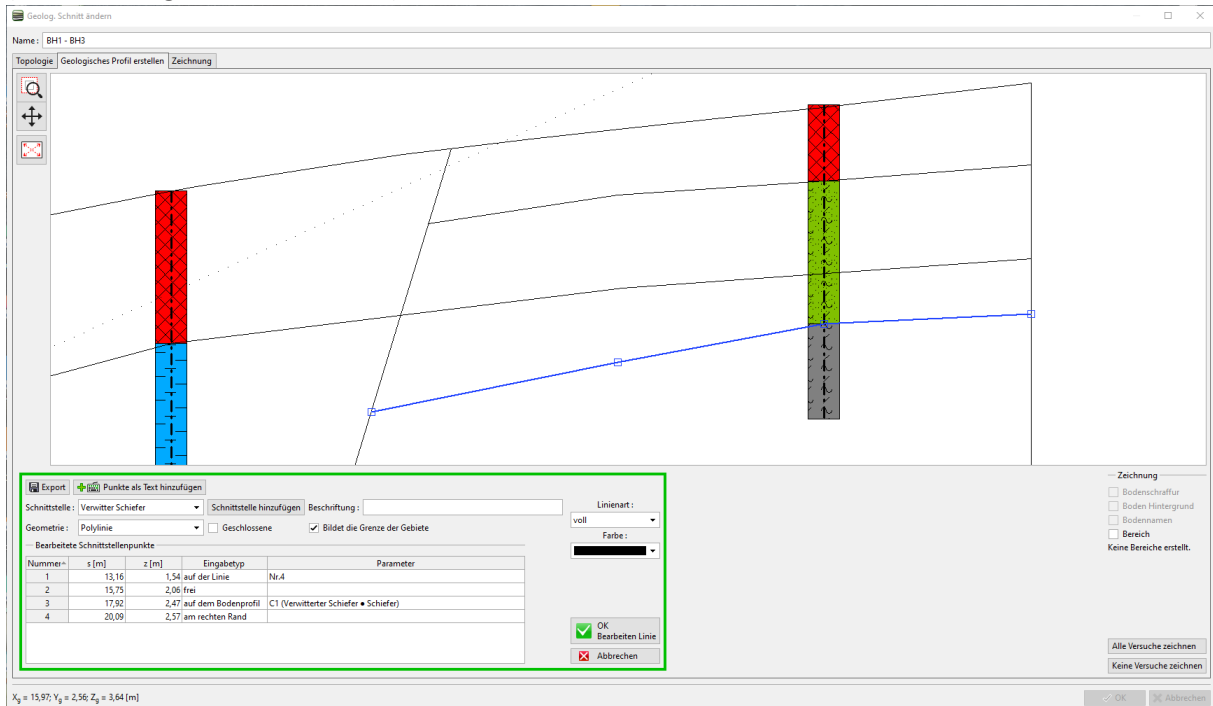 Geolog. Schnitt ändern
Name : BH1 - BH3
Topologie Geologisches Profil erstellen Zeichnung
Export Punkte als Text hinzufügen
Schnittstelle : Verwitter Schiefer Schnittstelle hinzufügen Beschriftung :
Geometrie : Polylinie Geschlossene Bildet die Grenze der Gebiete
Linienart :
voll
Farbe :
Bearbeitete Schnittstellenpunkte
Nummer s [m] z [m] Eingabetyp Parameter
1 13,16 1,54 auf der Linie Nr.4
2 15,75 2,06 frei
3 17,92 2,47 auf dem Bodenprofil C1 (Verwitterter Schiefer ● Schiefer)
4 20,09 2,57 am rechten Rand
OK
Bearbeiten Linie
Abbrechen
Zeichnung
Bodenschraffur
Boden Hintergrund
Bodennamen
Bereich
Keine Bereiche erstellt.
Alle Versuche zeichnen
Keine Versuche zeichnen
Xg = 15,97; Yg = 2,56; Zg = 3,64 [m]
OK Abbrechen